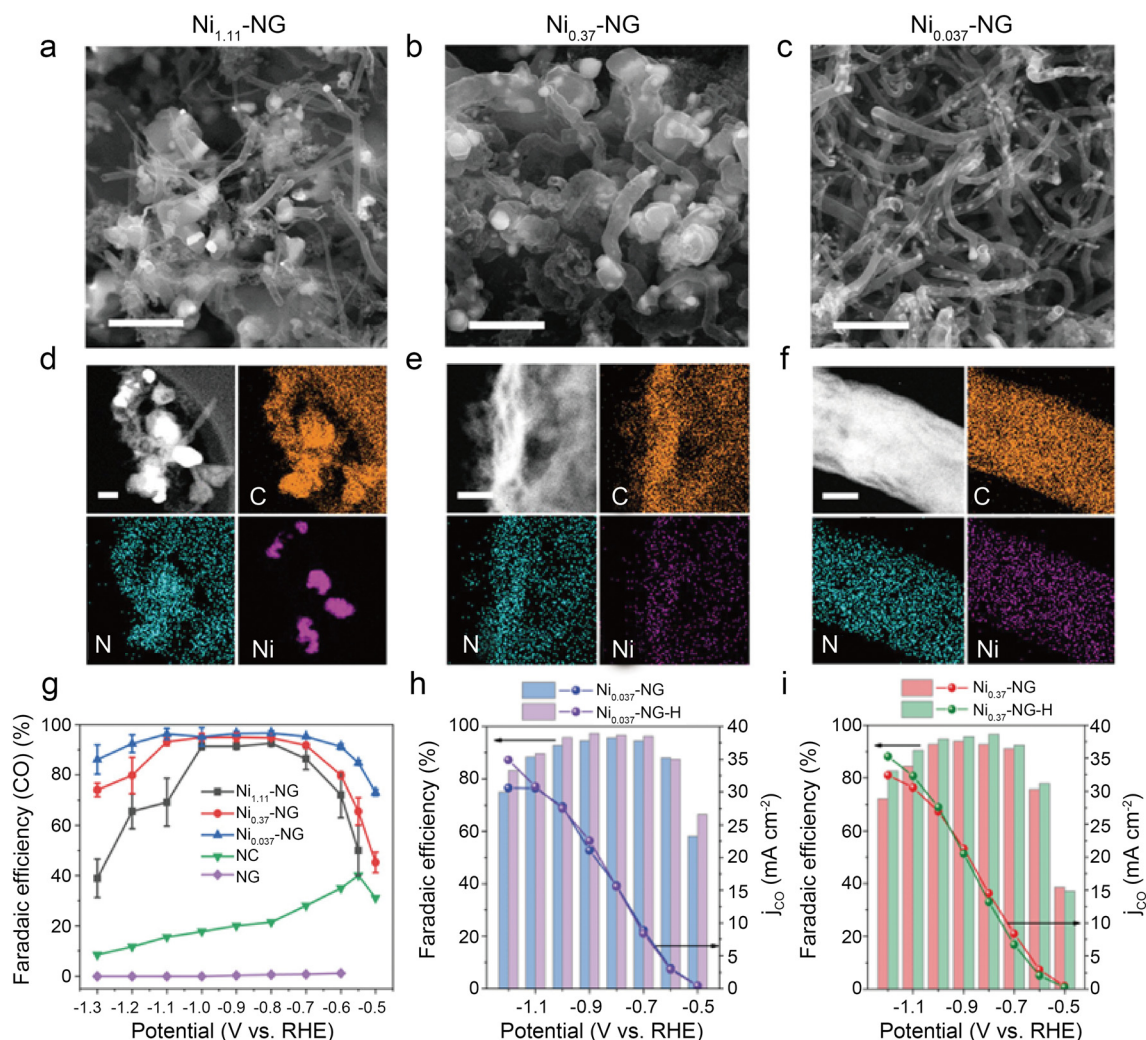 Ni1.11-NG
Ni0.37-NG
Ni0.037-NG
a
b
c
d
e
f
C
C
C
N
Ni
N
Ni
N
Ni
g
Faradaic efficiency (CO) (%)
100
80
60
40
20
0
Ni1.11-NG
Ni0.37-NG
Ni0.037-NG
NC
NG
-1.3 -1.2 -1.1 -1.0 -0.9 -0.8 -0.7 -0.6 -0.5
Potential (V vs. RHE)
h
Ni0.037-NG
Ni0.037-NG-H
Faradaic efficiency (%)
100
80
60
40
20
0
40
35
30
25
20
15
10
5
0
jCO (mA cm-2)
-1.1 -0.9 -0.7 -0.5
Potential (V vs. RHE)
i
Ni0.37-NG
Ni0.37-NG-H
Faradaic efficiency (%)
100
80
60
40
20
0
40
35
30
25
20
15
10
5
0
jCO (mA cm-2)
-1.1 -0.9 -0.7 -0.5
Potential (V vs. RHE)